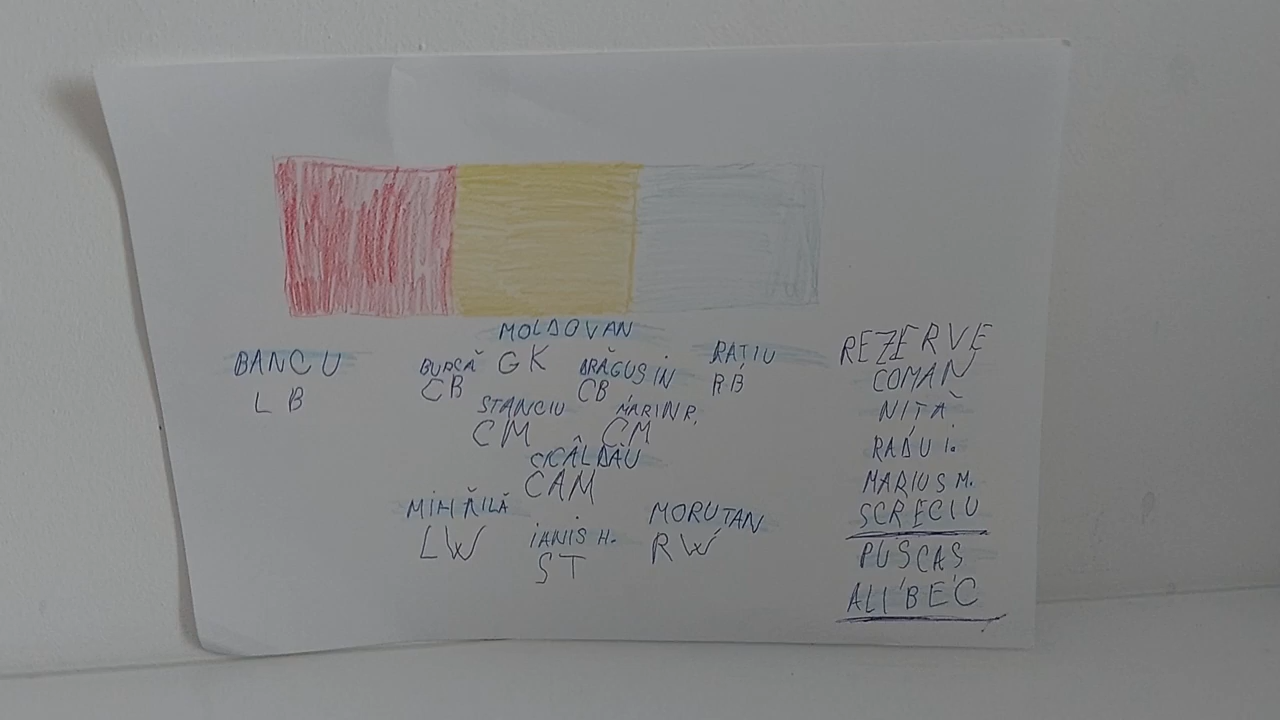 MOLDOVAN
GK
BANCU
LB
BURCĂ
CB
DRĂGUȘIN
CB
RAȚIU
RB
STANCIU
CM
MARIN R.
CM
CICÂLDĂU
CAM
MIHĂILĂ
LW
IANIS H.
ST
MORUȚAN
RW
REZERVE
COMAN
NIȚĂ
RADU I.
MARIUS M.
SCRECIU
PUSCAS
ALIBEC